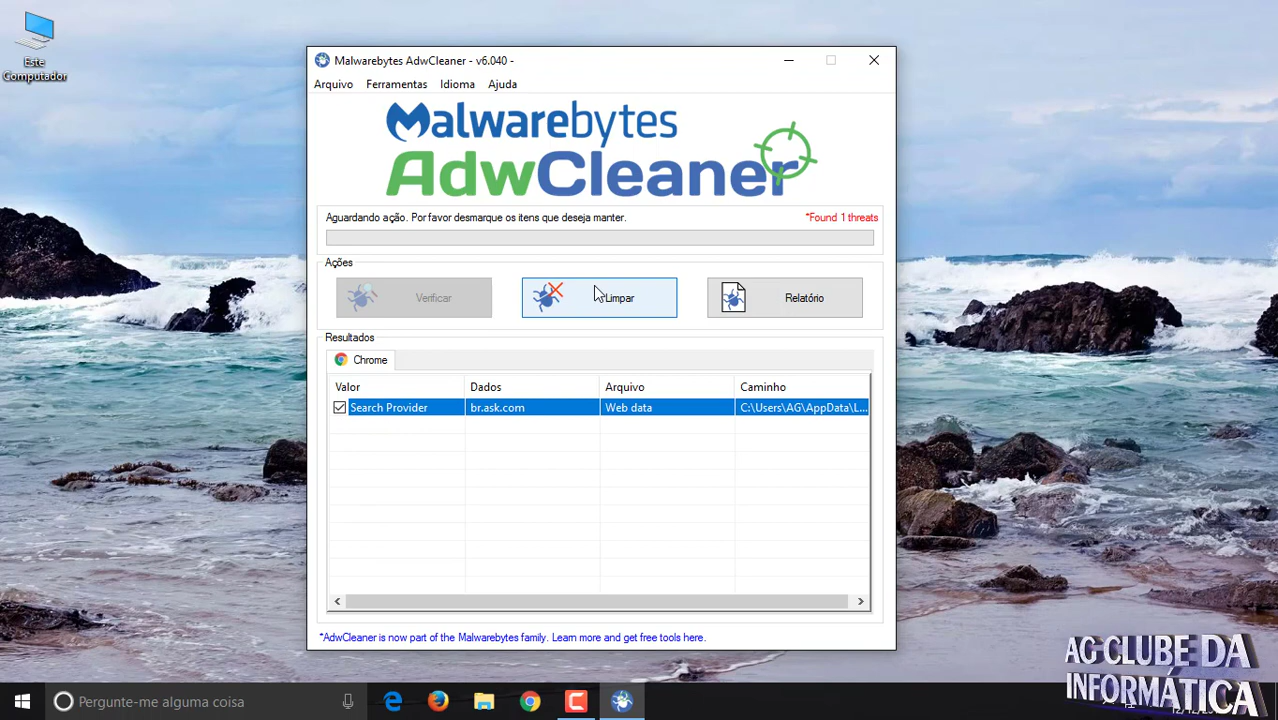 Este
Computador
Malwarebytes AdwCleaner - v6.040 -
Arquivo Ferramentas Idioma Ajuda
Malwarebytes
AdwCleaner
Aguardando ação. Por favor desmarque os itens que deseja manter.
*Found 1 threats
Ações
Verificar
Limpar
Relatório
Resultados
Chrome
Valor Dados Arquivo Caminho
Search Provider br.ask.com Web data C:\Users\AG\AppData\L...
*AdwCleaner is now part of the Malwarebytes family. Learn more and get free tools here.
AG CLUBE DA
INFORMÁTICA
Pergunte-me alguma coisa